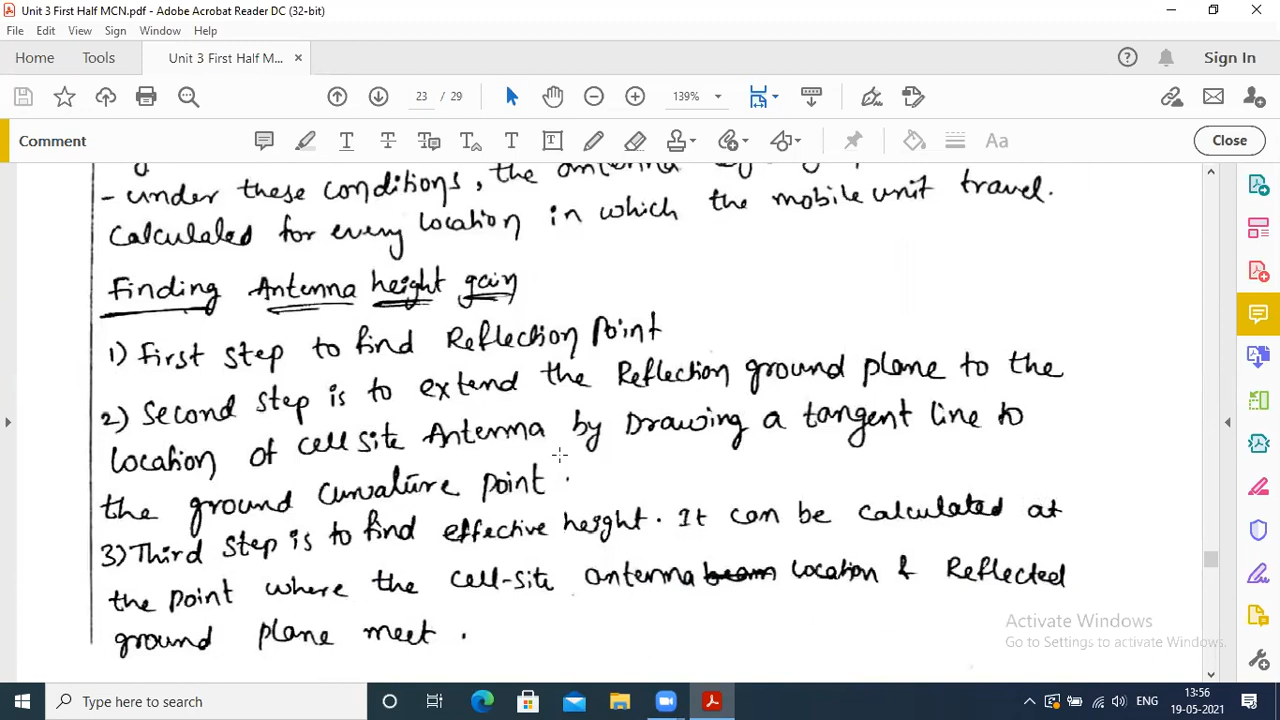 Unit 3 First Half MCN.pdf - Adobe Acrobat Reader DC (32-bit)
File Edit View Sign Window Help
Home Tools Unit 3 First Half M... × Sign In
23 / 29 139%
Comment Close
- under these conditions, the antenna
calculated for every location in which the mobile unit travel.
Finding Antenna height gain
1) First step to find Reflection Point
2) Second step is to extend the Reflection ground plane to the
location of cell site Antenna by Drawing a tangent line to
the ground curvature point.
3) Third step is to find effective height. It can be calculated at
the point where the cell-site antenna location & Reflected
ground plane meet.
Activate Windows
Go to Settings to activate Windows.
Type here to search
ENG
13:56
19-05-2021